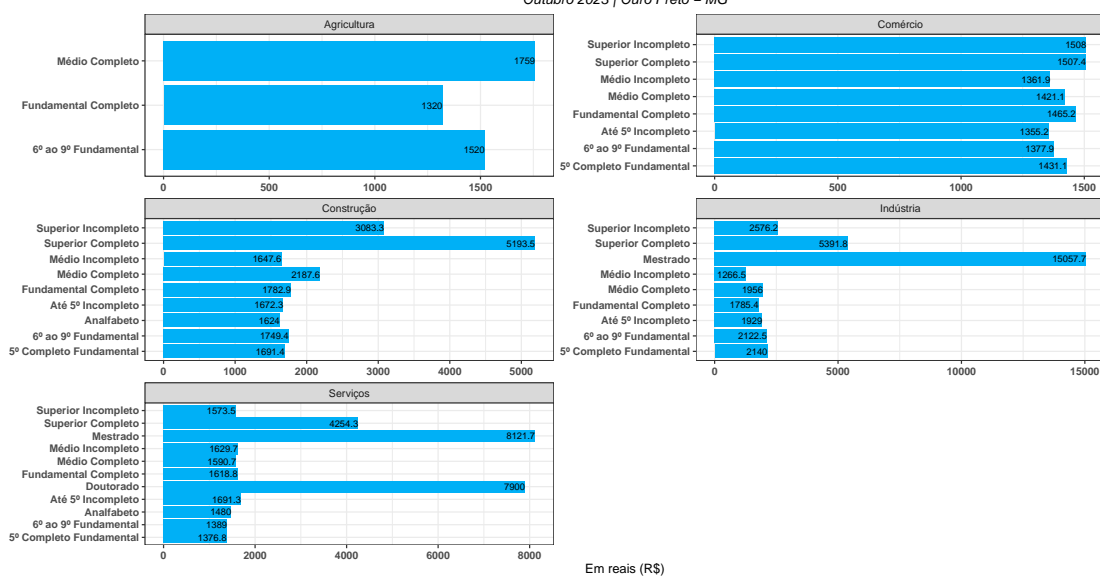 Outubro 2023 | Ouro Preto − MG
Agricultura
Médio Completo
1759
Fundamental Completo
1320
6º ao 9º Fundamental
1520
0 500 1000 1500
Comércio
Superior Incompleto
1508
Superior Completo
1507.4
Médio Incompleto
1361.9
Médio Completo
1421.1
Fundamental Completo
1465.2
Até 5º Incompleto
1355.2
6º ao 9º Fundamental
1377.9
5º Completo Fundamental
1431.1
0 500 1000 1500
Construção
Superior Incompleto
3083.3
Superior Completo
5193.5
Médio Incompleto
1647.6
Médio Completo
2187.6
Fundamental Completo
1782.9
Até 5º Incompleto
1672.3
Analfabeto
1624
6º ao 9º Fundamental
1749.4
5º Completo Fundamental
1691.4
0 1000 2000 3000 4000 5000
Indústria
Superior Incompleto
2576.2
Superior Completo
5391.8
Mestrado
15057.7
Médio Incompleto
1266.5
Médio Completo
1956
Fundamental Completo
1785.4
Até 5º Incompleto
1929
6º ao 9º Fundamental
2122.5
5º Completo Fundamental
2140
0 5000 10000 15000
Serviços
Superior Incompleto
1573.5
Superior Completo
4254.3
Mestrado
8121.7
Médio Incompleto
1629.7
Médio Completo
1590.7
Fundamental Completo
1618.8
Doutorado
7900
Até 5º Incompleto
1691.3
Analfabeto
1480
6º ao 9º Fundamental
1389
5º Completo Fundamental
1376.8
0 2000 4000 6000 8000
Em reais (R$)